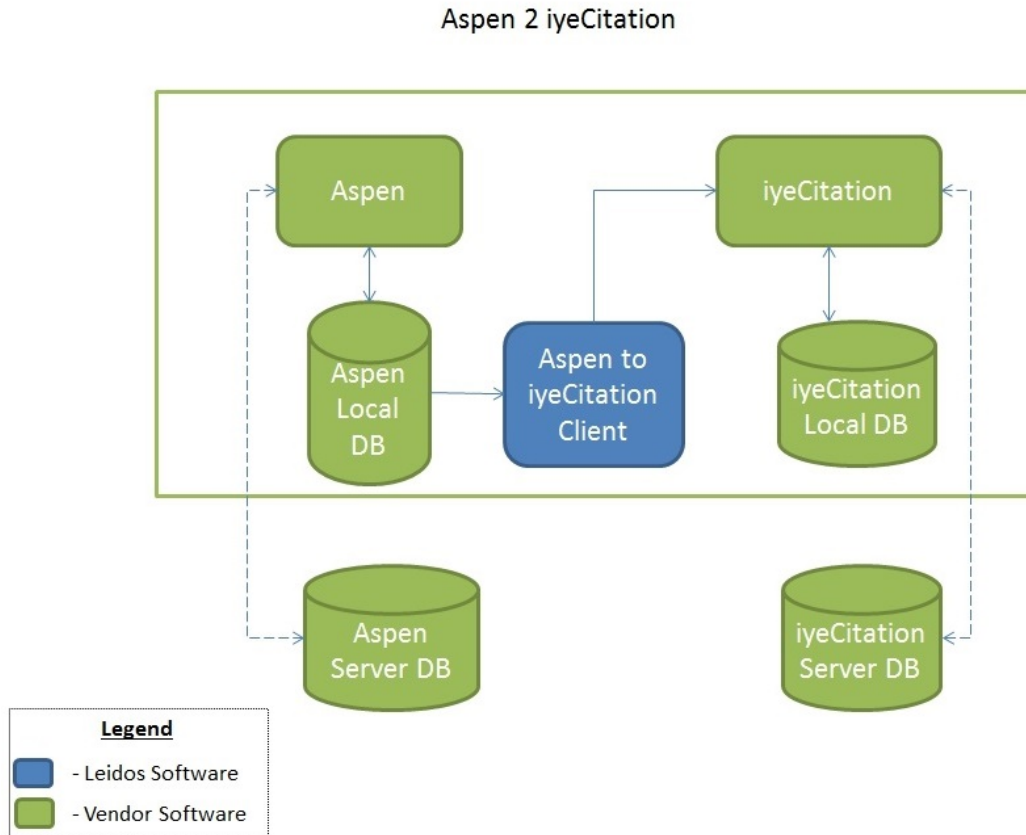 Aspen 2 iyeCitation
Aspen
iyeCitation
Aspen
Local
DB
Aspen to
iyeCitation
Client
iyeCitation
Local DB
Aspen
Server DB
iyeCitation
Server DB
Legend
- Leidos Software
- Vendor Software